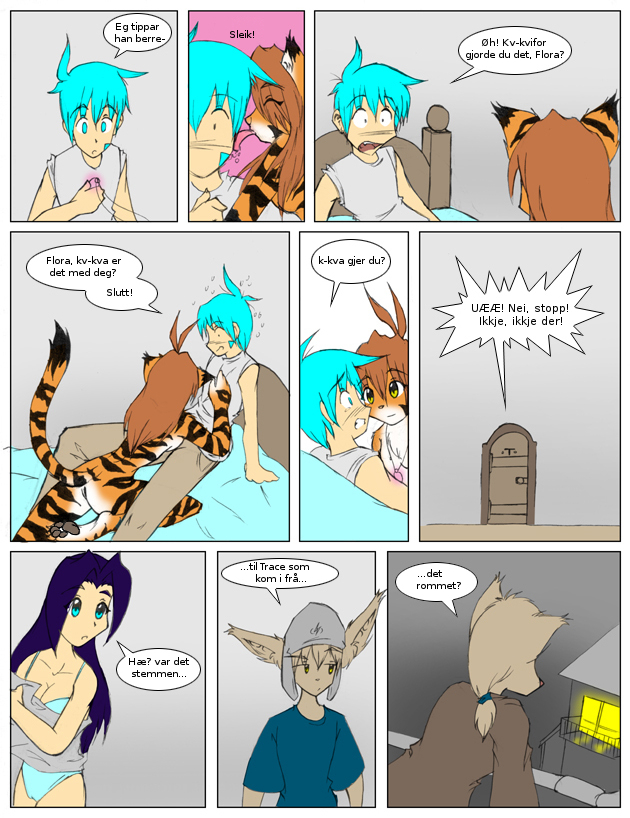 Eg tippar
han berre-
Sleik!
Øh! Kv-kvifor
gjorde du det, Flora?
Flora, kv-kva er
det med deg?
Slutt!
k-kva gjer du?
UÆÆ! Nei, stopp!
Ikkje, ikkje der!
Hæ? var det
stemmen...
...til Trace som
kom i frå...
...det
rommet?